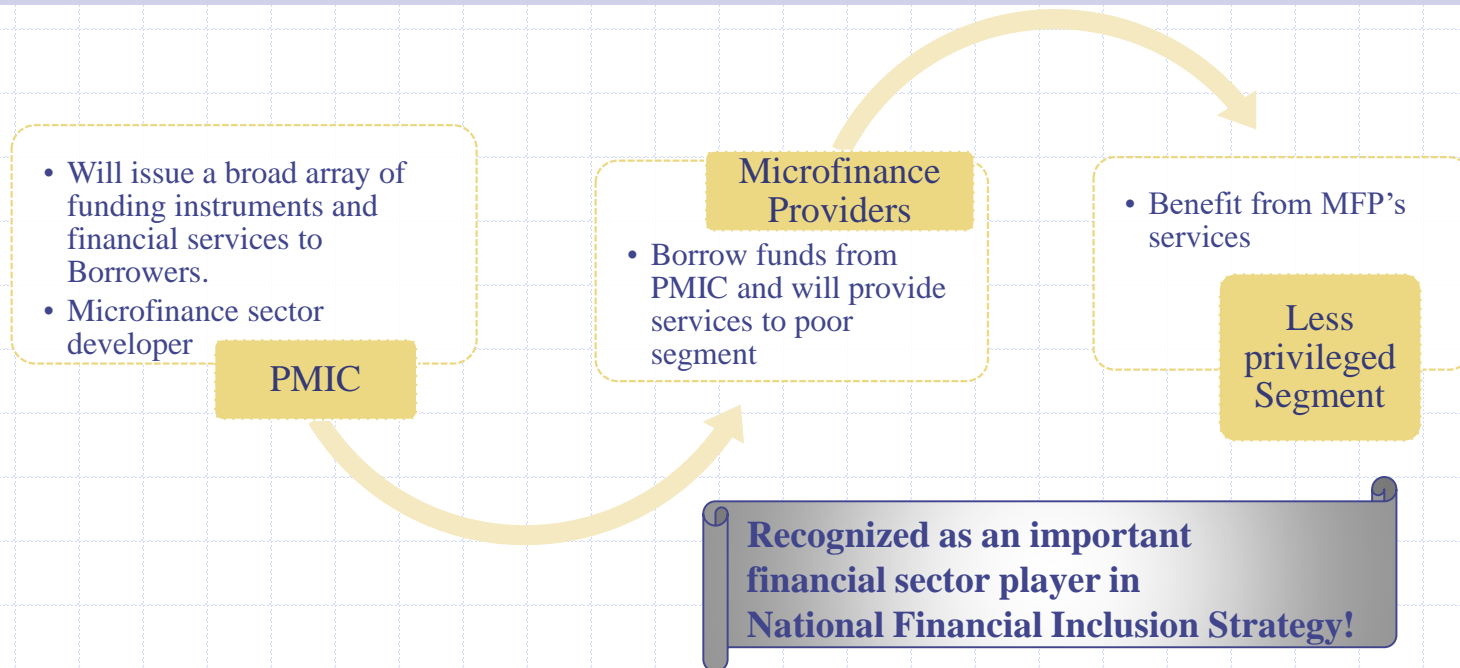 • Will issue a broad array of
funding instruments and
financial services to
Borrowers.
• Microfinance sector
developer
PMIC
Microfinance
Providers
• Borrow funds from
PMIC and will provide
services to poor
segment
• Benefit from MFP's
services
Less
privileged
Segment
Recognized as an important
financial sector player in
National Financial Inclusion Strategy!